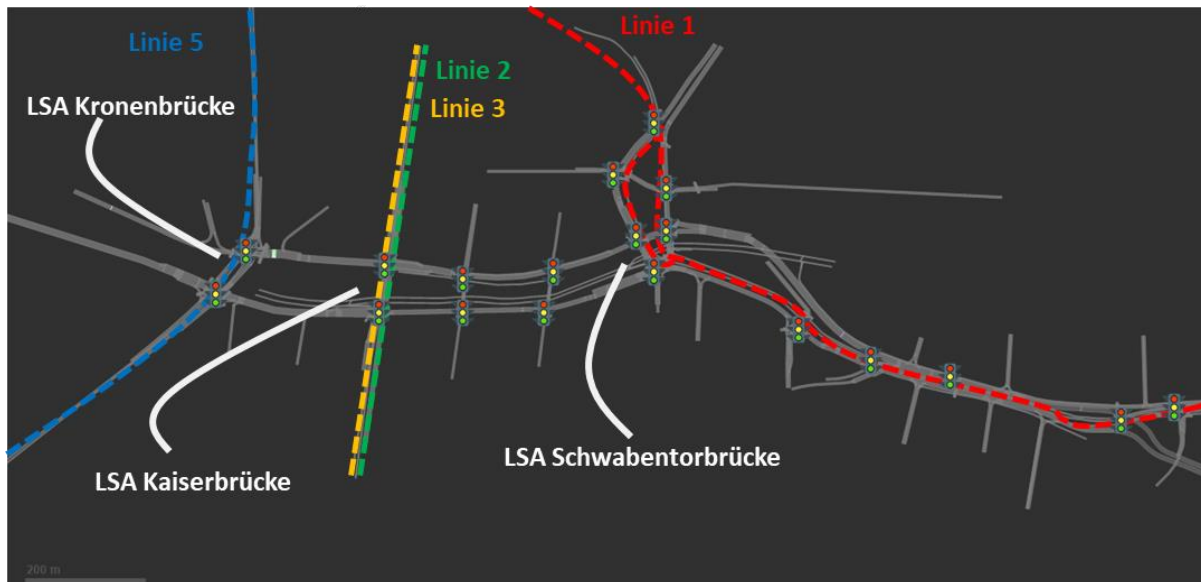 Linie 5
Linie 1
Linie 2
Linie 3
LSA Kronenbrücke
LSA Schwabentorbrücke
LSA Kaiserbrücke
200 m